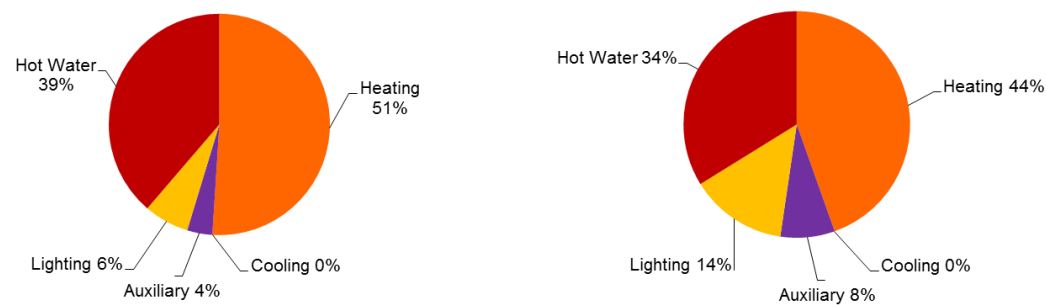 Hot Water
39%
Heating
51%
Lighting 6%
Cooling 0%
Auxiliary 4%
Hot Water 34%
Heating 44%
Lighting 14%
Cooling 0%
Auxiliary 8%